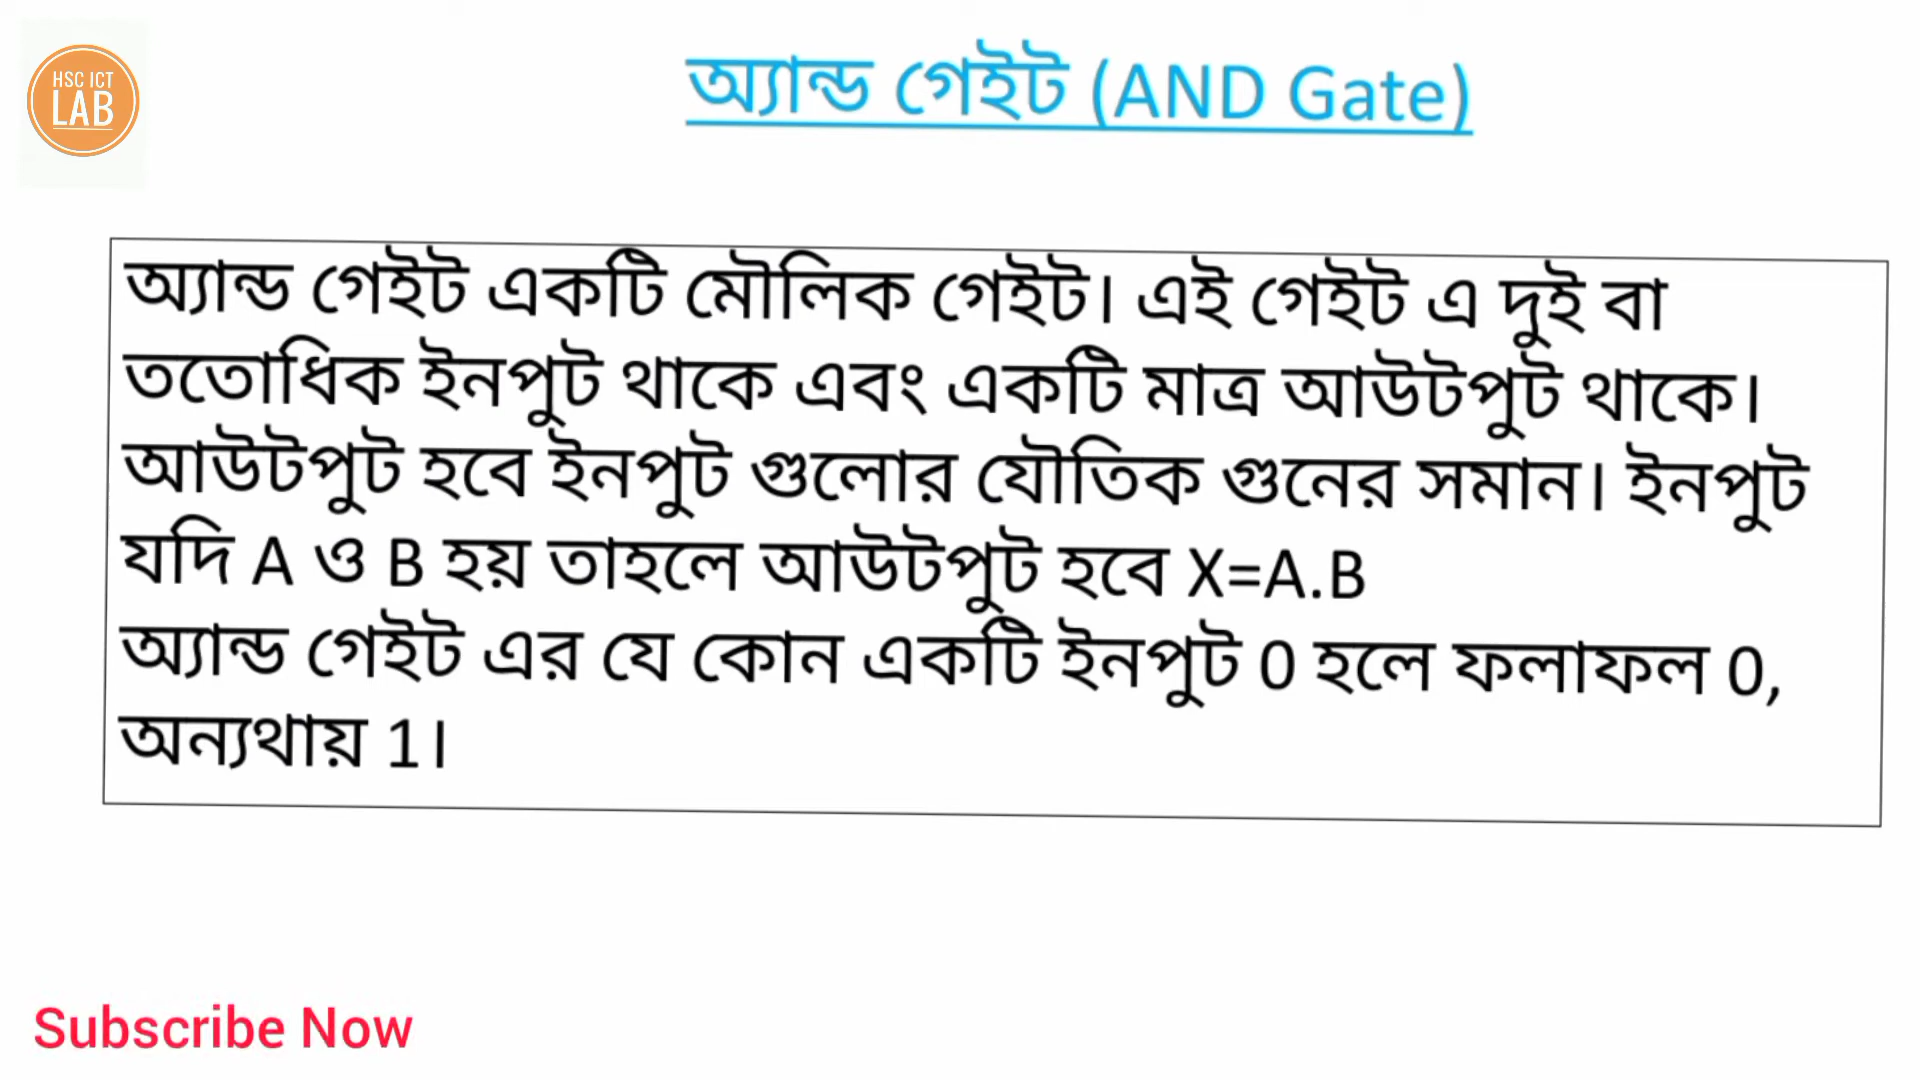 HSC ICT
LAB
অ্যান্ড গেইট (AND Gate)
অ্যান্ড গেইট একটি মৌলিক গেইট। এই গেইট এ দুই বা
ততোধিক ইনপুট থাকে এবং একটি মাত্র আউটপুট থাকে।
আউটপুট হবে ইনপুট গুলোর যৌতিক গুনের সমান। ইনপুট
যদি A ও B হয় তাহলে আউটপুট হবে X=A.B
অ্যান্ড গেইট এর যে কোন একটি ইনপুট 0 হলে ফলাফল 0,
অন্যথায় 1।
Subscribe Now